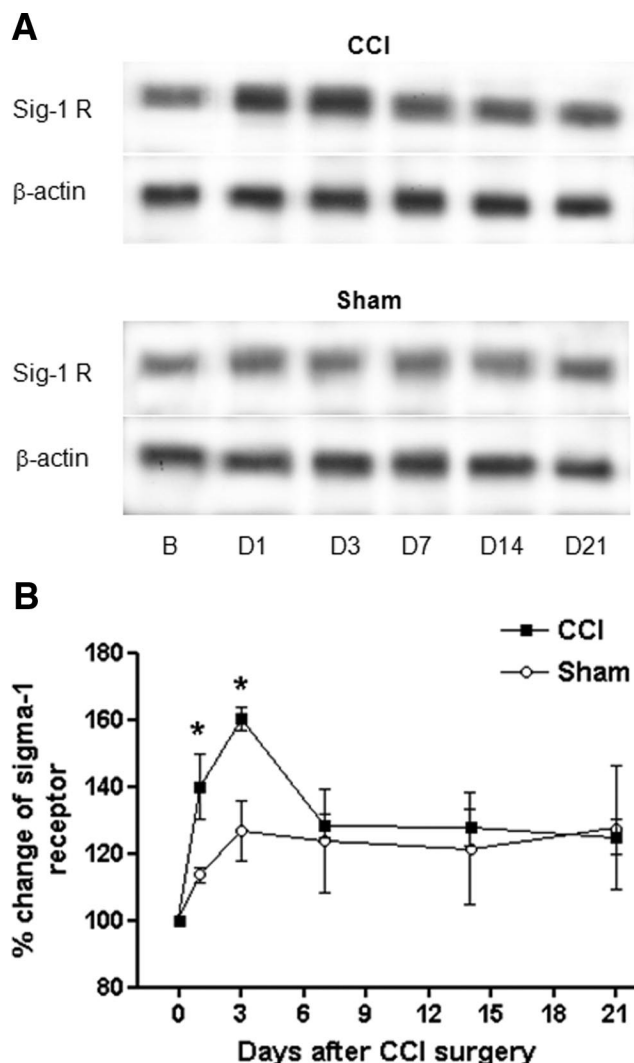 A
CCI
Sig-1 R
β-actin
Sham
Sig-1 R
β-actin
B D1 D3 D7 D14 D21
B
CCI
Sham
% change of sigma-1
receptor
180
160
140
120
100
80
* *
0 3 6 9 12 15 18 21
Days after CCI surgery